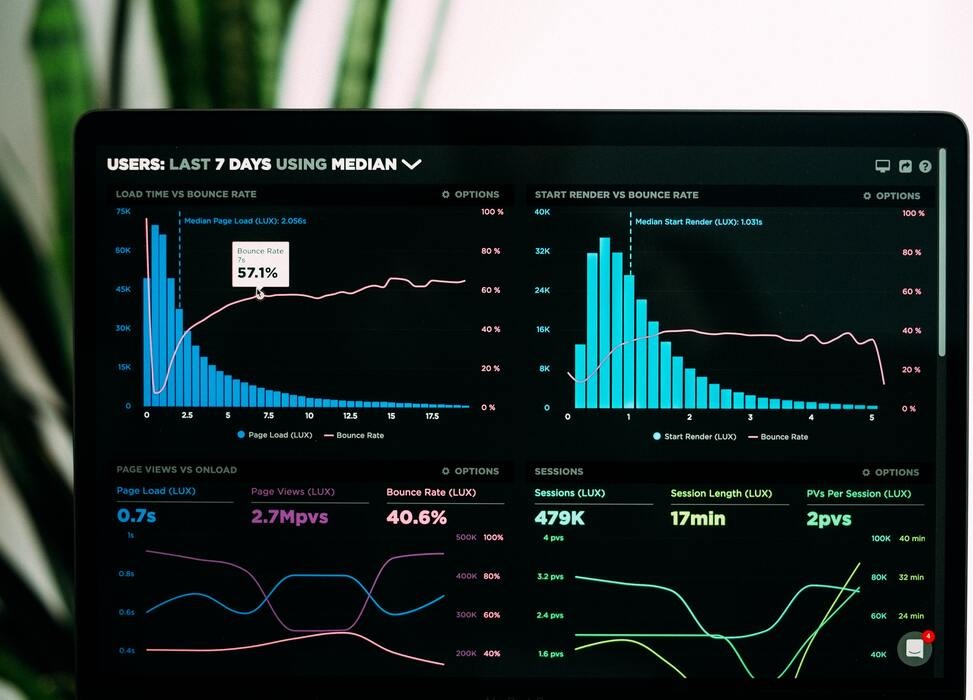 USERS: LAST 7 DAYS USING MEDIAN
LOAD TIME VS BOUNCE RATE
OPTIONS
75K
60K
45K
30K
15K
0
Median Page Load (LUX): 2.056s
Bounce Rate
7s
57.1%
100 %
80 %
60 %
40 %
20 %
0 %
0 2.5 5 7.5 10 12.5 15 17.5
Page Load (LUX) Bounce Rate
START RENDER VS BOUNCE RATE
OPTIONS
40K
32K
24K
16K
8K
0
Median Start Render (LUX): 1.031s
100 %
80 %
60 %
40 %
20 %
0 %
0 1 2 3 4 5
Start Render (LUX) Bounce Rate
PAGE VIEWS VS ONLOAD
OPTIONS
Page Load (LUX)
0.7s
Page Views (LUX)
2.7Mpvs
Bounce Rate (LUX)
40.6%
1s
0.8s
0.6s
0.4s
500K 100%
400K 80%
300K 60%
200K 40%
SESSIONS
OPTIONS
Sessions (LUX)
479K
Session Length (LUX)
17min
PVs Per Session (LUX)
2pvs
4 pvs
3.2 pvs
2.4 pvs
1.6 pvs
100K 40 min
80K 32 min
60K 24 min
40K
4